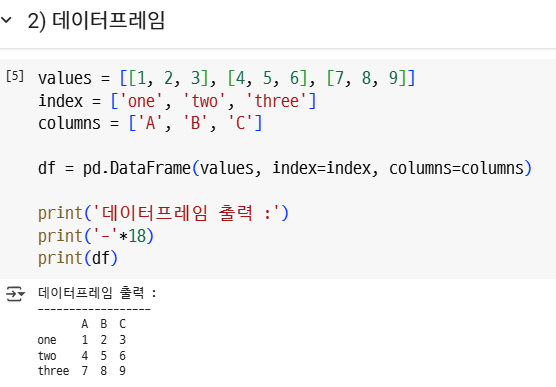 2) 데이터프레임
[5] values = [[1, 2, 3], [4, 5, 6], [7, 8, 9]]
index = ['one', 'two', 'three']
columns = ['A', 'B', 'C']
df = pd.DataFrame(values, index=index, columns=columns)
print('데이터프레임 출력 :')
print('-'*18)
print(df)
데이터프레임 출력 :
------------------
A B C
one 1 2 3
two 4 5 6
three 7 8 9